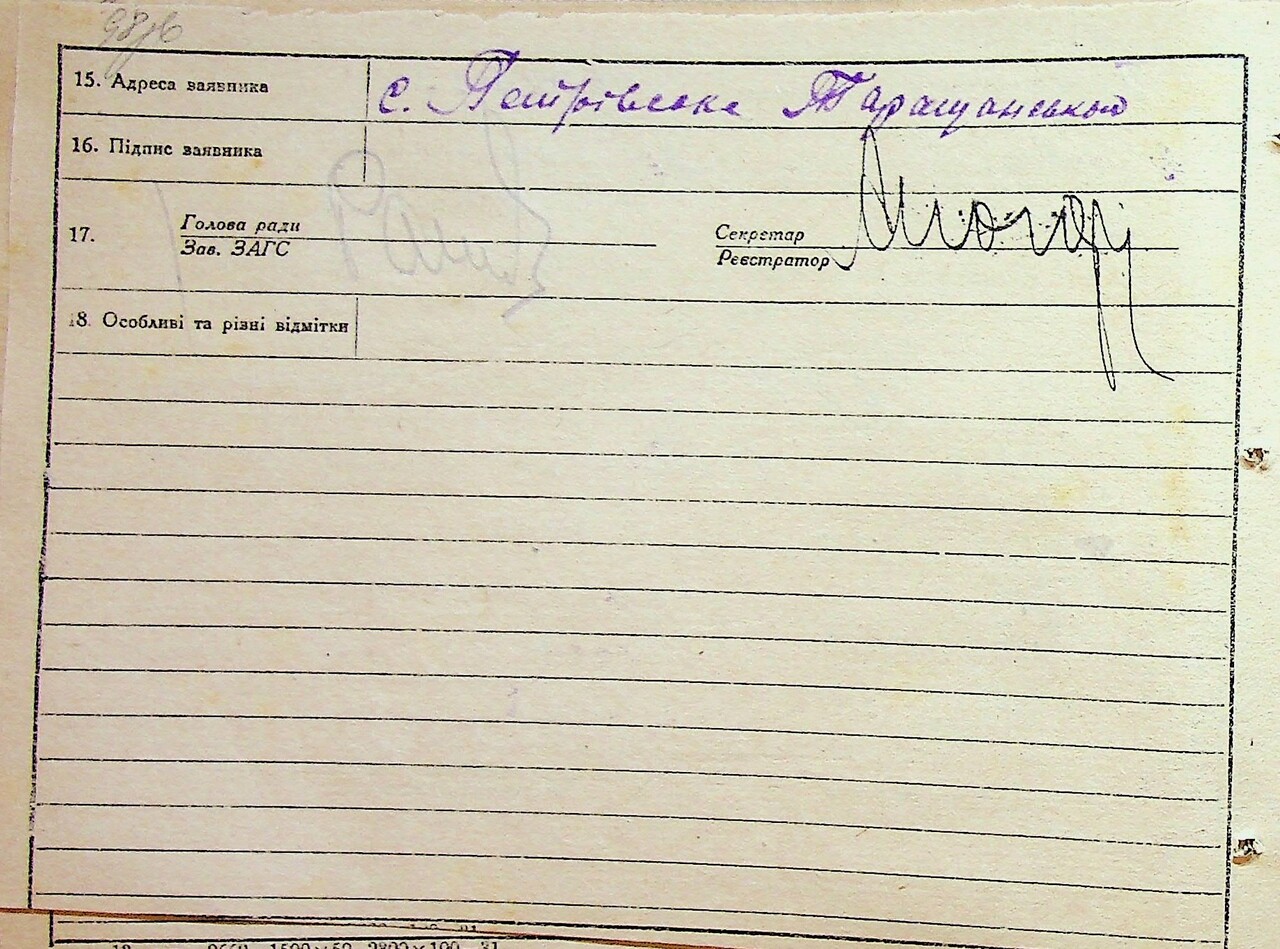 98зв
15. Адреса заявника с. Петрівське Таращанського
16. Підпис заявника
17. Голова ради Секретар
Зав. ЗАГС Реєстратор
18. Особливі та різні відмітки